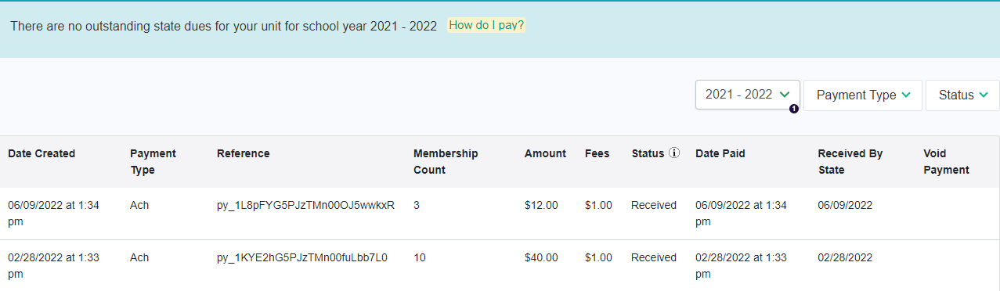 There are no outstanding state dues for your unit for school year 2021 - 2022 How do I pay?
2021 - 2022 Payment Type Status
1
Date Created Payment Type Reference Membership Count Amount Fees Status Date Paid Received By State Void Payment
06/09/2022 at 1:34 pm Ach py_1L8pFYG5PJzTMn00OJ5wwkxR 3 $12.00 $1.00 Received 06/09/2022 at 1:34 pm 06/09/2022
02/28/2022 at 1:33 pm Ach py_1KYE2hG5PJzTMn00fuLbb7L0 10 $40.00 $1.00 Received 02/28/2022 at 1:33 pm 02/28/2022